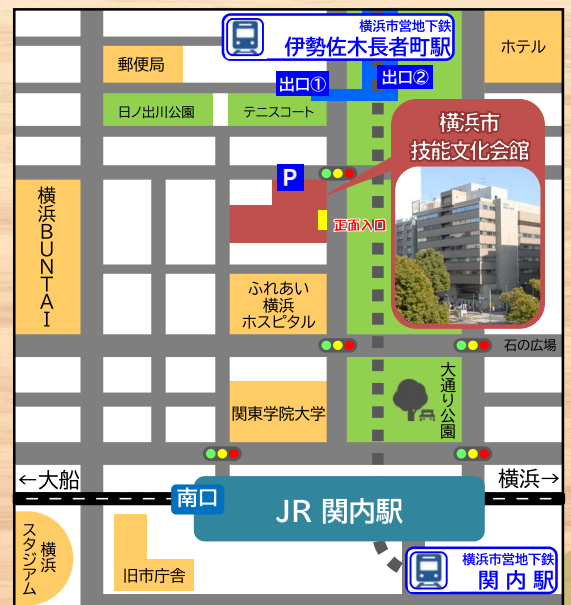 横浜市営地下鉄
伊勢佐木長者町駅
ホテル
郵便局
出口①
出口②
日ノ出川公園
テニスコート
横浜市
技能文化会館
P
横浜BUNTAI
正面入口
ふれあい
横浜
ホスピタル
石の広場
大通り公園
関東学院大学
←大船
横浜→
南口
JR 関内駅
横浜
スタジアム
旧市庁舎
横浜市営地下鉄
関内駅